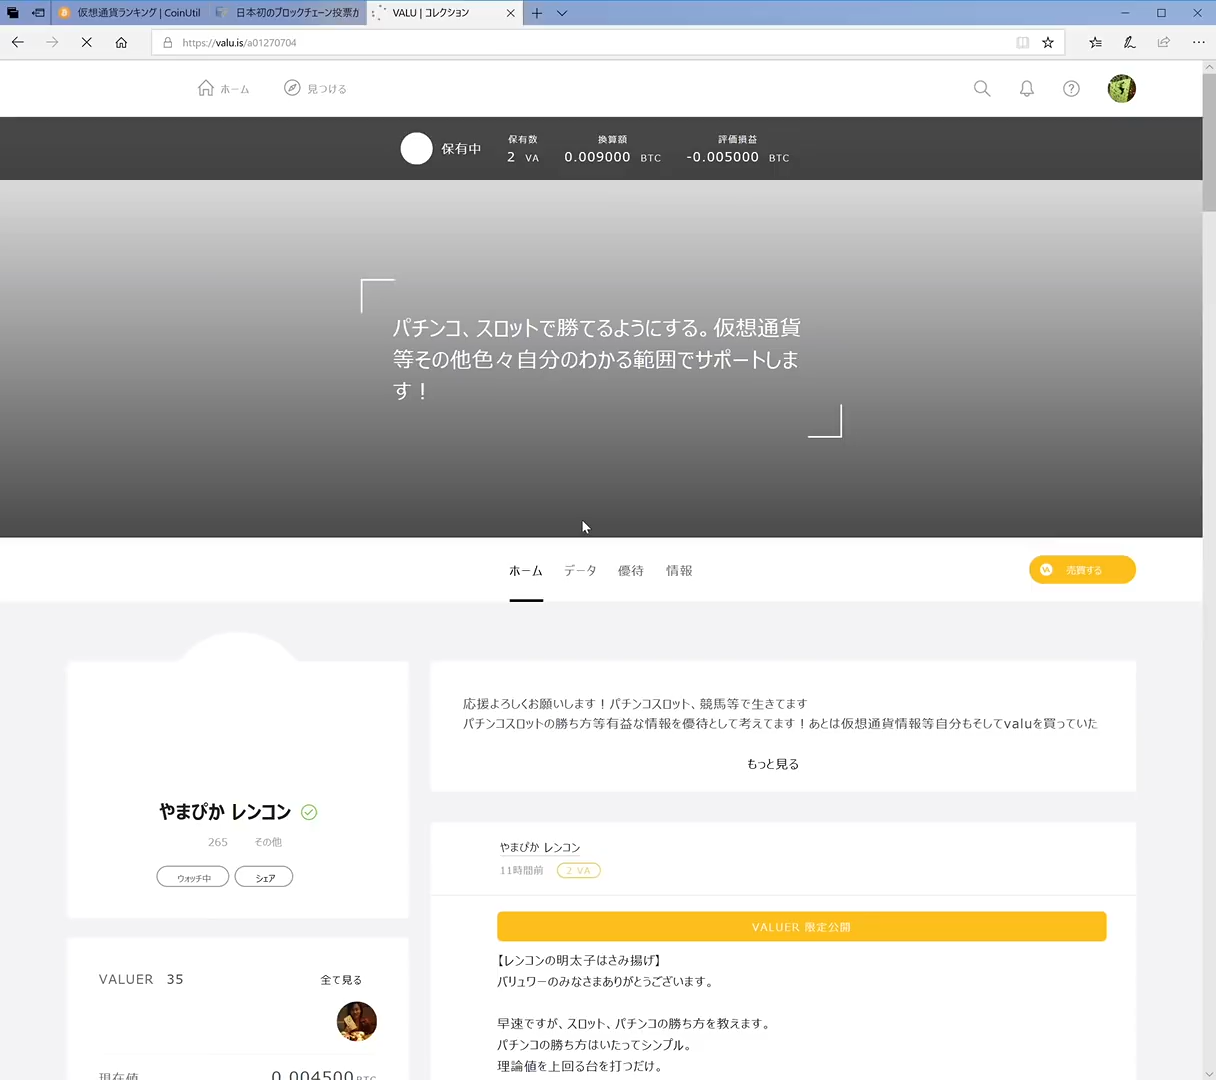 仮想通貨ランキング | CoinUtil
日本初のブロックチェーン投票が
VALU | コレクション
https://valu.is/a01270704
ホーム
見つける
保有中
保有数
2 VA
換算額
0.009000 BTC
評価損益
-0.005000 BTC
パチンコ、スロットで勝てるようにする。仮想通貨
等その他色々自分のわかる範囲でサポートしま
す！
ホーム
データ
優待
情報
売買する
やまぴか レンコン
265 その他
ウォッチ中
シェア
VALUER 35
全て見る
現在値
0.004500 BTC
応援よろしくお願いします！パチンコスロット、競馬等で生きてます
パチンコスロットの勝ち方等有益な情報を優待として考えてます！あとは仮想通貨情報等自分もそしてvaluを買っていた
もっと見る
やまぴか レンコン
11時間前
2 VA
VALUER 限定公開
【レンコンの明太子はさみ揚げ】
バリュワーのみなさまありがとうございます。
早速ですが、スロット、パチンコの勝ち方を教えます。
パチンコの勝ち方はいたってシンプル。
理論値を上回る台を打つだけ。